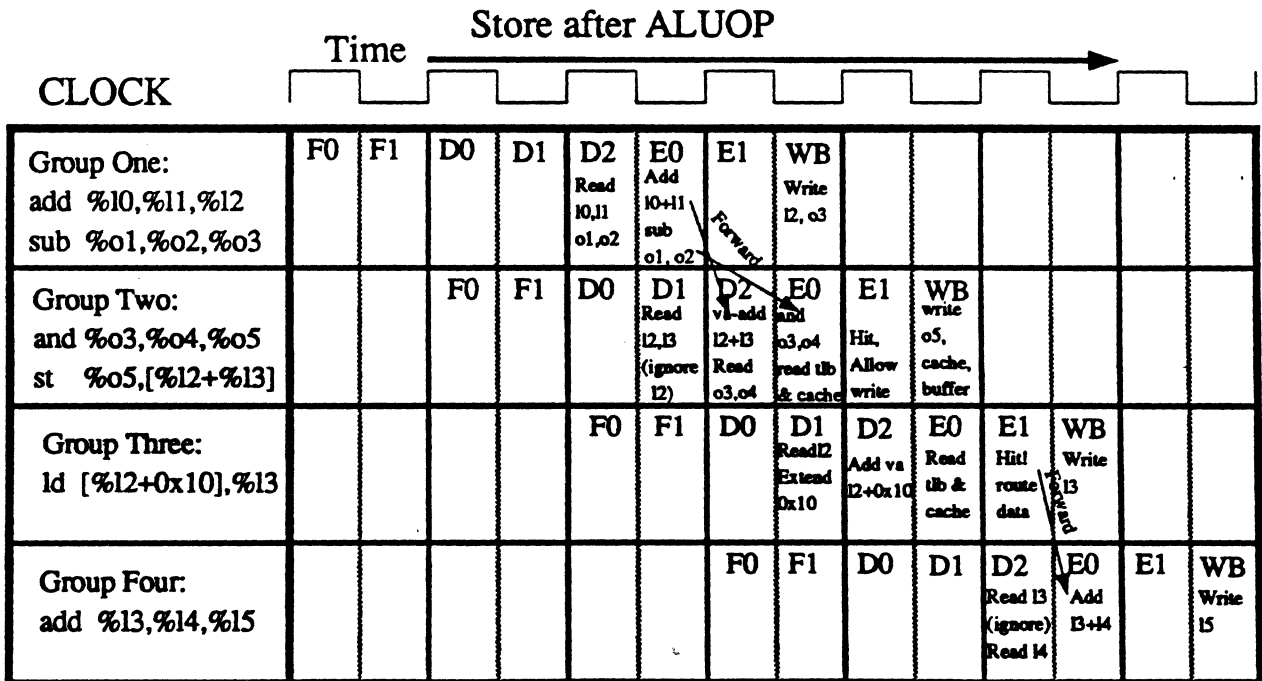 Store after ALUOP
Time
CLOCK
Group One:
add %l0,%l1,%l2
sub %o1,%o2,%o3
F0 F1 D0 D1 D2 E0 E1 WB
Read
l0,l1
o1,o2
Add
l0+l1
sub
o1, o2
Forward
Write
l2, o3
Group Two:
and %o3,%o4,%o5
st %o5,[%l2+%l3]
F0 F1 D0 D1 D2 E0 E1 WB
Read
l2,l3
(ignore
l2)
va-add
l2+l3
Read
o3,o4
and
o3,o4
read tlb
& cache
Hit,
Allow
write
write
o5,
cache,
buffer
Group Three:
ld [%l2+0x10],%l3
F0 F1 D0 D1 D2 E0 E1 WB
Readl2
Extend
0x10
Add va
l2+0x10
Read
tlb &
cache
Hit!
route
data
Forward
Write
l3
Group Four:
add %l3,%l4,%l5
F0 F1 D0 D1 D2 E0 E1 WB
Read l3
(ignore)
Read l4
Add
l3+l4
Write
l5